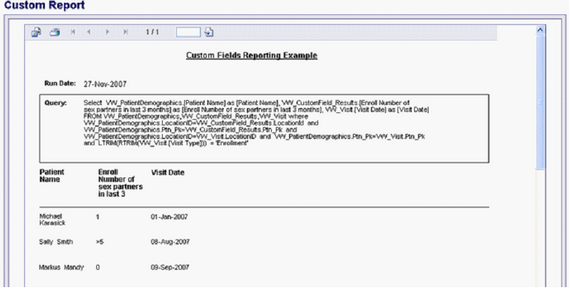 Custom Report
1 / 1
Custom Fields Reporting Example
Run Date: 27-Nov-2007
Query: Select VW_PatientDemographics.[Patient Name] as [Patient Name], VW_CustomField_Results.[Enroll Number of
sex partners in last 3 months] as [Enroll Number of sex partners in last 3 months], VW_Visit.[Visit Date] as [Visit Date]
FROM VW_PatientDemographics,VW_CustomField_Results,VW_Visit where
VW_PatientDemographics.LocationID=VW_CustomField_Results.LocationId and
VW_PatientDemographics.Ptn_Pk=VW_CustomField_Results.Ptn_Pk and
VW_PatientDemographics.LocationID=VW_Visit.LocationID and VW_PatientDemographics.Ptn_Pk=VW_Visit.Ptn_Pk
and LTRIM(RTRIM(VW_Visit.[Visit Type])) = 'Enrollment'
Patient Enroll Visit Date
Name Number of
sex partners
in last 3
Michael 1 01-Jan-2007
Karasick
Sally Smith >5 08-Aug-2007
Markus Mandy 0 09-Sep-2007